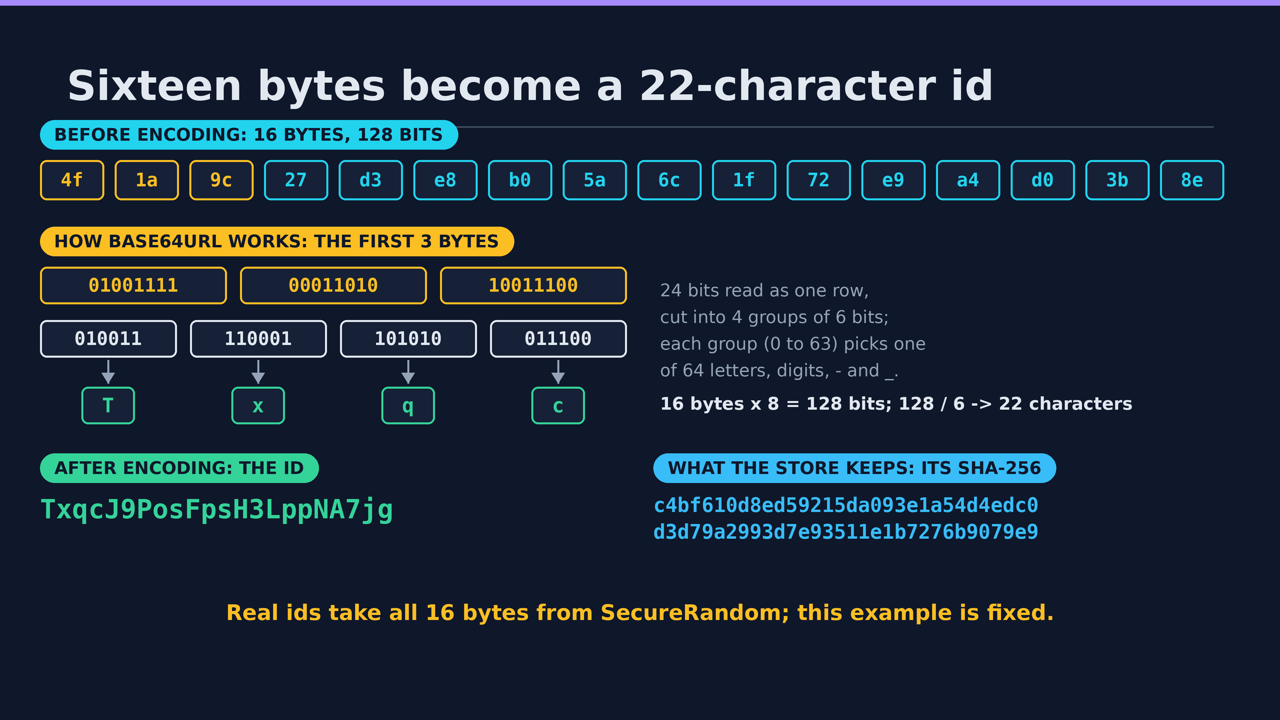 Sixteen bytes become a 22-character id
BEFORE ENCODING: 16 BYTES, 128 BITS
4f 1a 9c 27 d3 e8 b0 5a 6c 1f 72 e9 a4 d0 3b 8e
HOW BASE64URL WORKS: THE FIRST 3 BYTES
01001111 00011010 10011100
010011 110001 101010 011100
T x q c
24 bits read as one row,
cut into 4 groups of 6 bits;
each group (0 to 63) picks one
of 64 letters, digits, - and _.
16 bytes x 8 = 128 bits; 128 / 6 -> 22 characters
AFTER ENCODING: THE ID
TxqcJ9PosFpsH3LppNA7jg
WHAT THE STORE KEEPS: ITS SHA-256
c4bf610d8ed59215da093e1a54d4edc0
d3d79a2993d7e93511e1b7276b9079e9
Real ids take all 16 bytes from SecureRandom; this example is fixed.